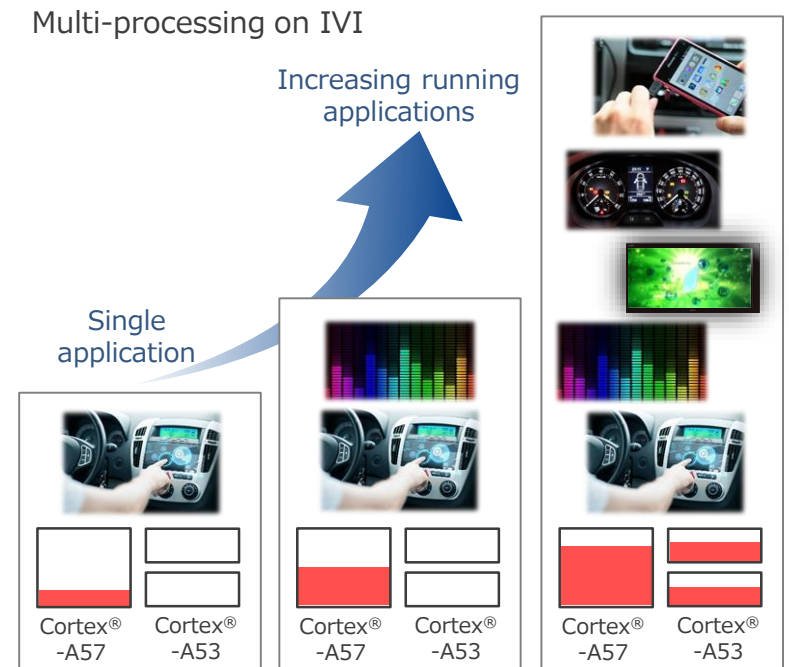 Multi-processing on IVI
Increasing running
applications
Single
application
Cortex®
-A57
Cortex®
-A53
Cortex®
-A57
Cortex®
-A53
Cortex®
-A57
Cortex®
-A53